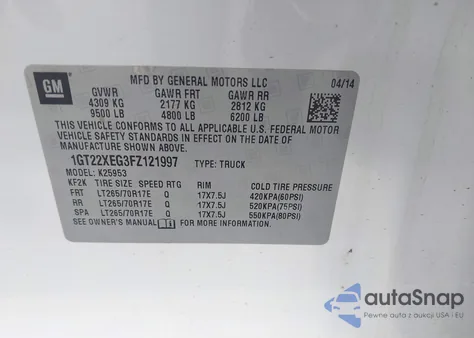 GM
MFD BY GENERAL MOTORS LLC 04/14
GVWR GAWR FRT GAWR RR
4309 KG 2177 KG 2812 KG
9500 LB 4800 LB 6200 LB
THIS VEHICLE CONFORMS TO ALL APPLICABLE U.S. FEDERAL MOTOR
VEHICLE SAFETY STANDARDS IN EFFECT ON THE DATE OF
MANUFACTURE SHOWN ABOVE.
1GT22XEG3FZ121997 TYPE: TRUCK
MODEL: K25953
KF2K TIRE SIZE SPEED RTG RIM COLD TIRE PRESSURE
FRT LT265/70R17E Q 17X7.5J 420KPA(60PSI)
RR LT265/70R17E Q 17X7.5J 520KPA(75PSI)
SPA LT265/70R17E Q 17X7.5J 550KPA(80PSI)
SEE OWNER'S MANUAL FOR MORE INFORMATION.
autoSnap
Pewne auta z aukcji USA i EU